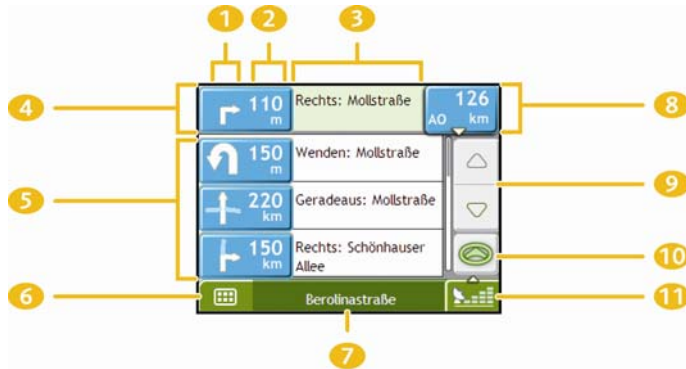 1 2 3
4
110 m
Rechts: Mollstraße
126
AO km
8
5
150 m
Wenden: Mollstraße
220 km
Geradeaus: Mollstraße
9
150 km
Rechts: Schönhauser
Allee
10
6
Berolinastraße
11
7